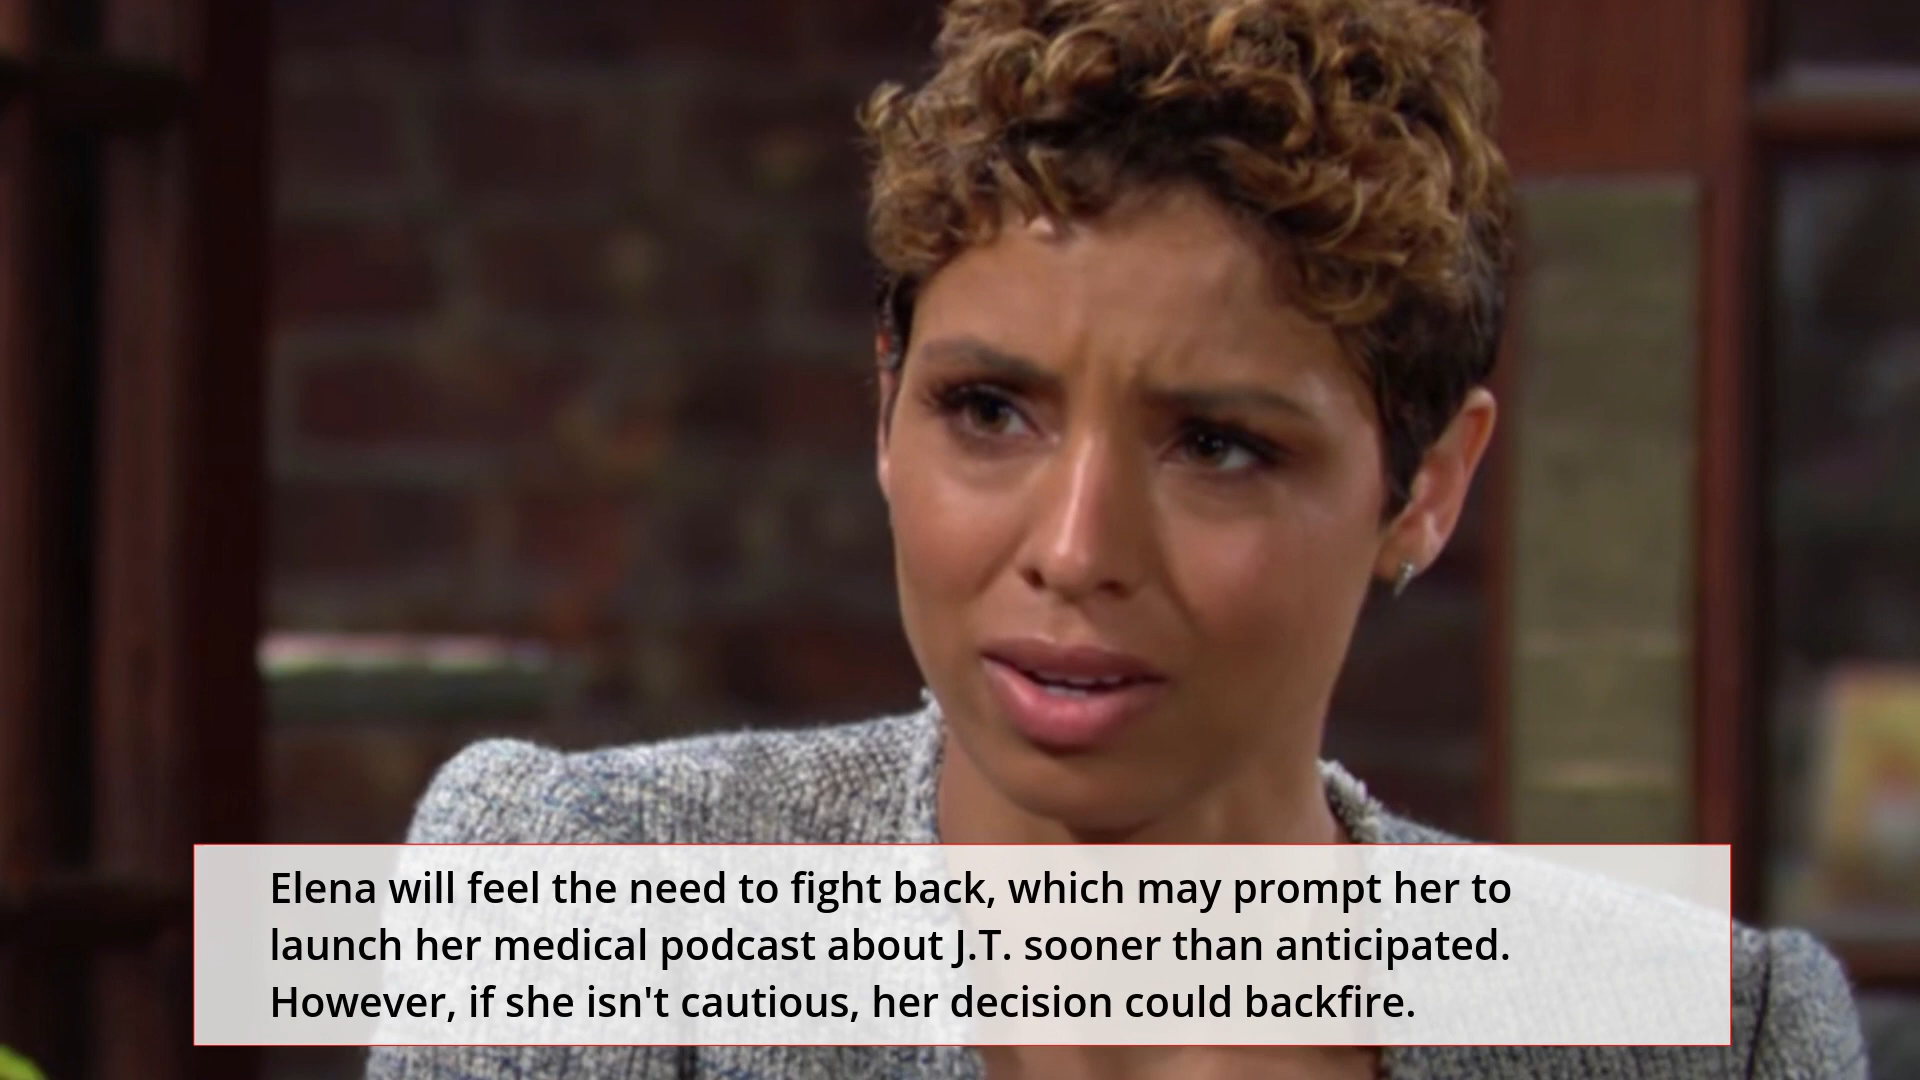 Elena will feel the need to fight back, which may prompt her to
launch her medical podcast about J.T. sooner than anticipated.
However, if she isn't cautious, her decision could backfire.